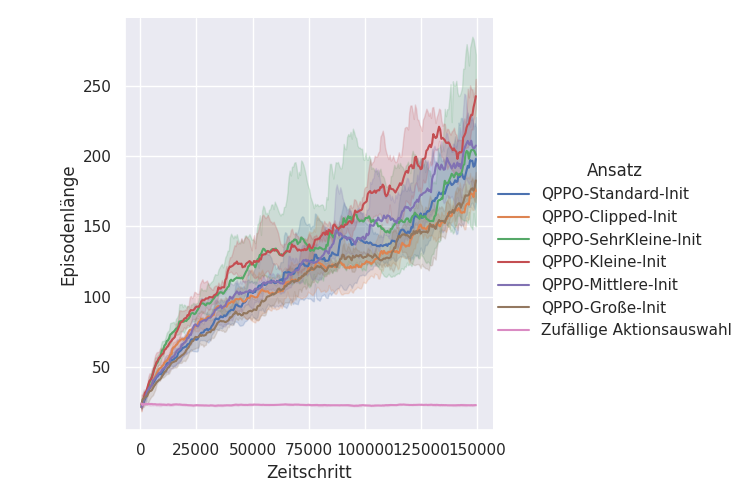 Episodenlänge
250
200
150
100
50
0 25000 50000 75000 100000 125000 150000
Zeitschritt
Ansatz
QPPO-Standard-Init
QPPO-Clipped-Init
QPPO-SehrKleine-Init
QPPO-Kleine-Init
QPPO-Mittlere-Init
QPPO-Große-Init
Zufällige Aktionsauswahl